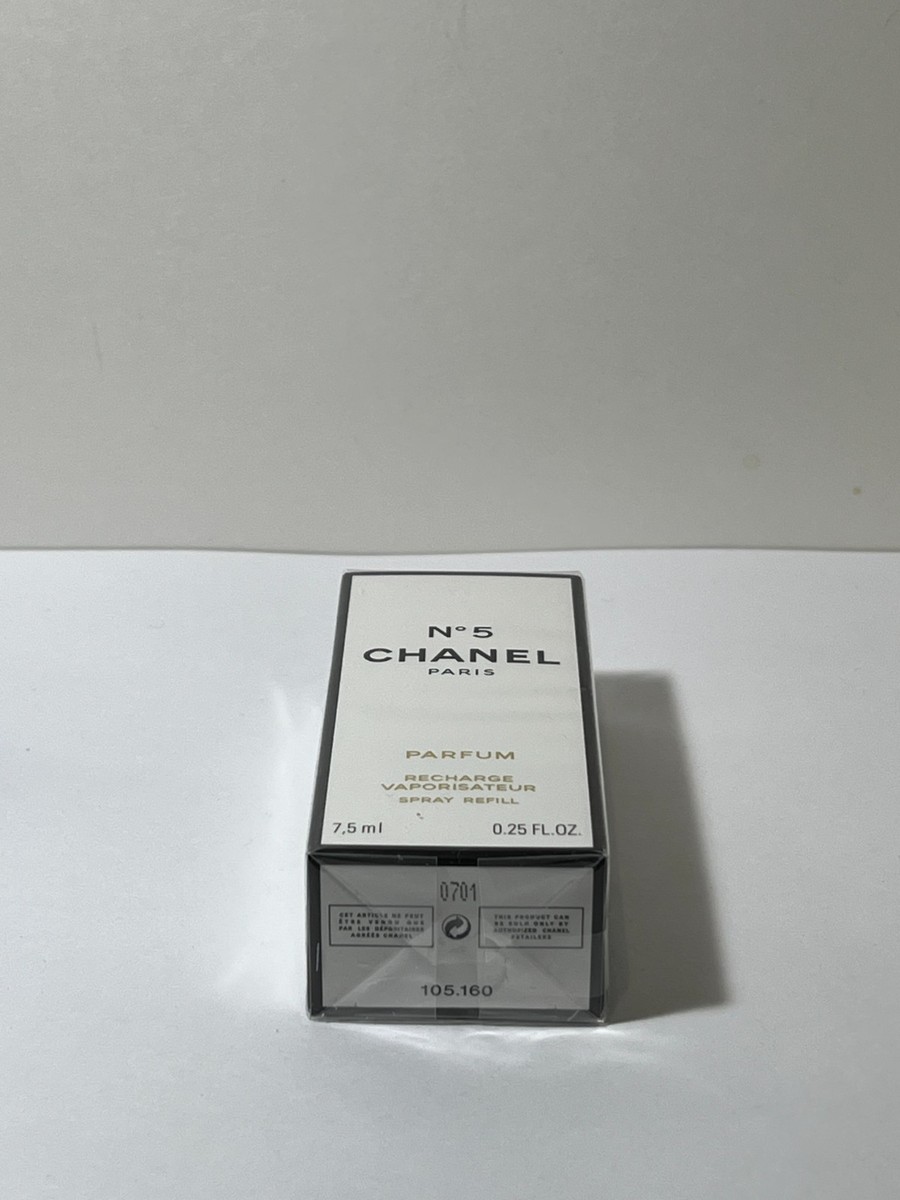 N°5
CHANEL
PARIS
PARFUM
RECHARGE
VAPORISATEUR
SPRAY REFILL
7,5 ml 0.25 FL.OZ.
0701
CET ARTICLE NE PEUT
ÊTRE VENDU QUE
PAR LES DÉPOSITAIRES
AGRÉÉS CHANEL
THIS PRODUCT CAN
BE SOLD ONLY BY
AUTHORIZED CHANEL
RETAILERS
105.160